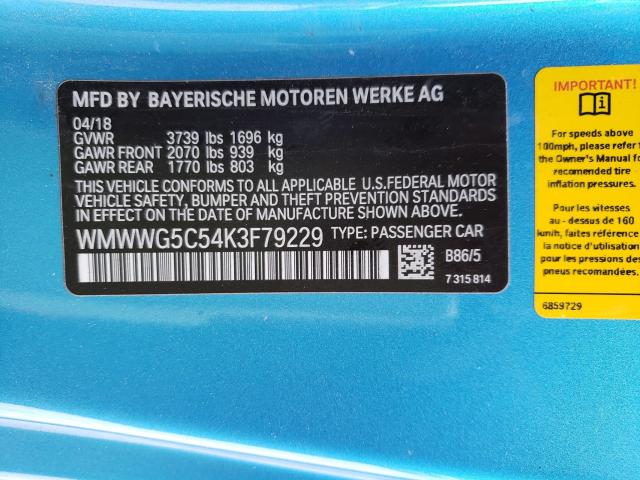 MFD BY BAYERISCHE MOTOREN WERKE AG
04/18
GVWR 3739 lbs 1696 kg
GAWR FRONT 2070 lbs 939 kg
GAWR REAR 1770 lbs 803 kg
THIS VEHICLE CONFORMS TO ALL APPLICABLE U.S.FEDERAL MOTOR
VEHICLE SAFETY, BUMPER AND THEFT PREVENTION STANDARDS
IN EFFECT ON THE DATE OF MANUFACTURE SHOWN ABOVE.
WMWWG5C54K3F79229 TYPE: PASSENGER CAR
B86/5
7 315 814
IMPORTANT!
For speeds above
100mph, please refer
the Owner's Manual fo
recomended tire
inflation pressures.
Pour les vitesses
au - dessus de 160
km/h, faites référence
la notice d'utilisation
pour les pressions des
pneus recomandées.
6859729